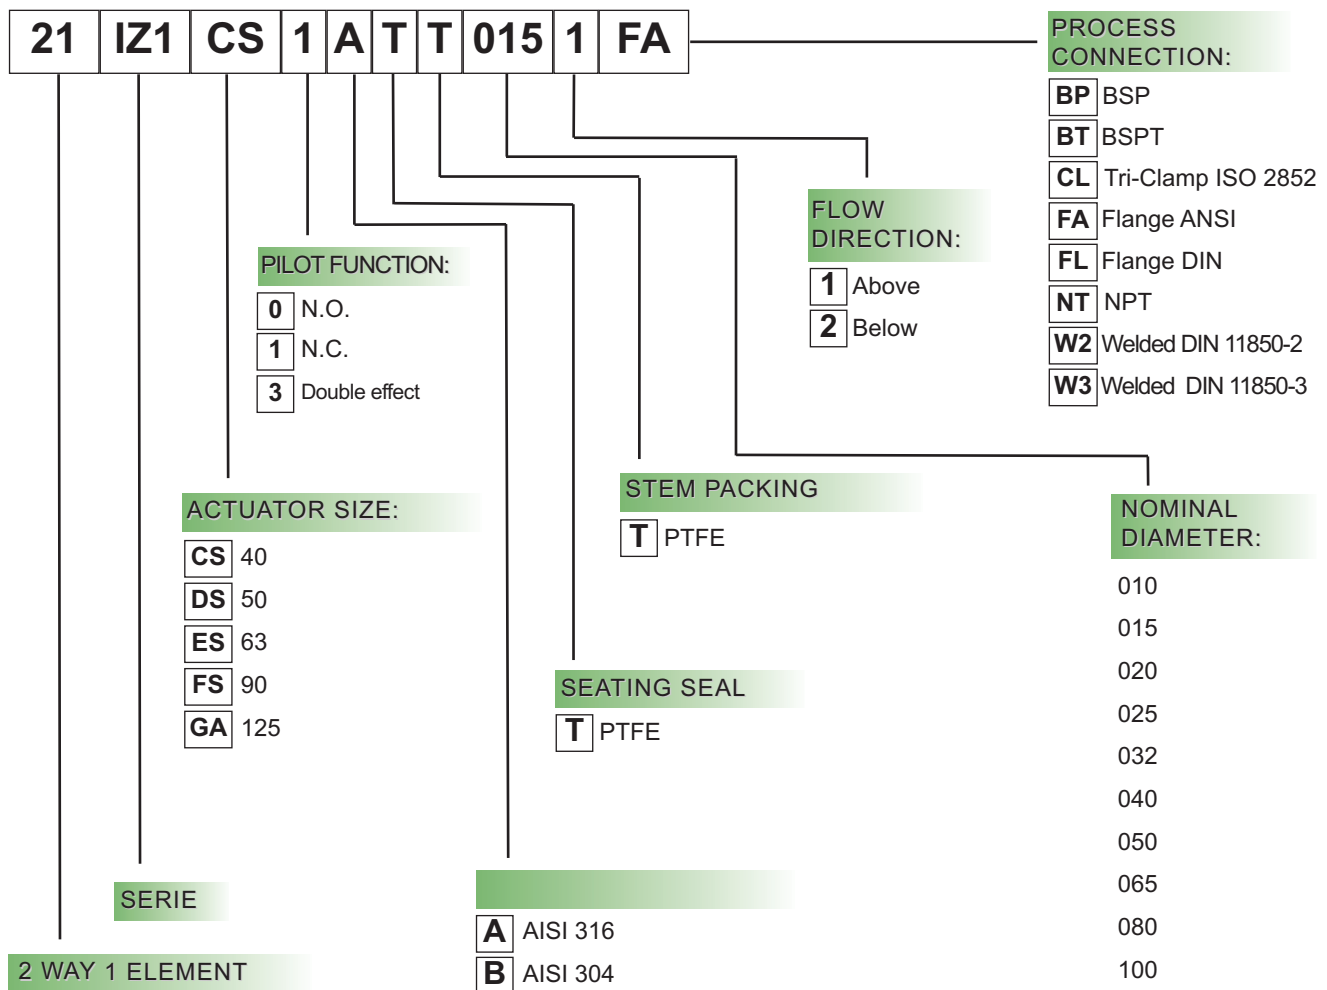 21 IZ1 CS 1 A T T 015 1 FA
PROCESS
CONNECTION:
BP BSP
BT BSPT
CL Tri-Clamp ISO 2852
FA Flange ANSI
FL Flange DIN
NT NPT
W2 Welded DIN 11850-2
W3 Welded DIN 11850-3
FLOW
DIRECTION:
1 Above
2 Below
PILOT FUNCTION:
0 N.O.
1 N.C.
3 Double effect
STEM PACKING
T PTFE
NOMINAL
DIAMETER:
010
015
020
025
032
040
050
065
080
100
ACTUATOR SIZE:
CS 40
DS 50
ES 63
FS 90
GA 125
SEATING SEAL
T PTFE
SERIE
A AISI 316
B AISI 304
2 WAY 1 ELEMENT